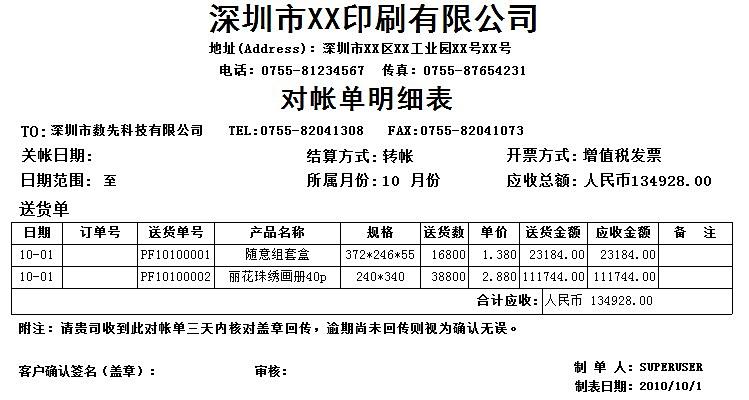 深圳市XX印刷有限公司
地址(Address)：深圳市XX区XX工业园XX号XX号
电话：0755-81234567 传真：0755-87654231
对帐单明细表
TO:深圳市数先科技有限公司 TEL:0755-82041308 FAX:0755-82041073
关帐日期： 结算方式：转帐 开票方式：增值税发票
日期范围： 至 所属月份：10 月份 应收总额：人民币134928.00
送货单
日期 订单号 送货单号 产品名称 规格 送货数 单价 送货金额 应收金额 备 注
10-01 PF10100001 随意组套盒 372*246*55 16800 1.380 23184.00 23184.00
10-01 PF10100002 丽花珠绣画册40p 240*340 38800 2.880 111744.00 111744.00
合计应收： 人民币 134928.00
附注：请贵司收到此对帐单三天内核对盖章回传，逾期尚未回传则视为确认无误。
客户确认签名（盖章）： 审核： 制 单 人：SUPERUSER
制表日期：2010/10/1